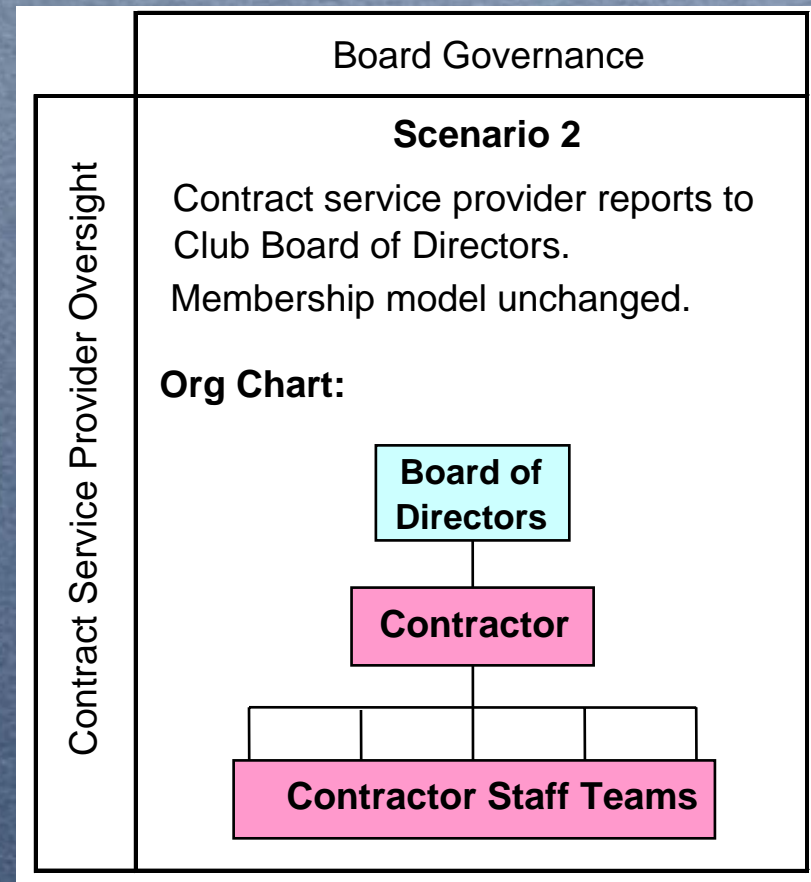 Board Governance
Contract Service Provider Oversight
Scenario 2
Contract service provider reports to
Club Board of Directors.
Membership model unchanged.
Org Chart:
Board of
Directors
Contractor
Contractor Staff Teams